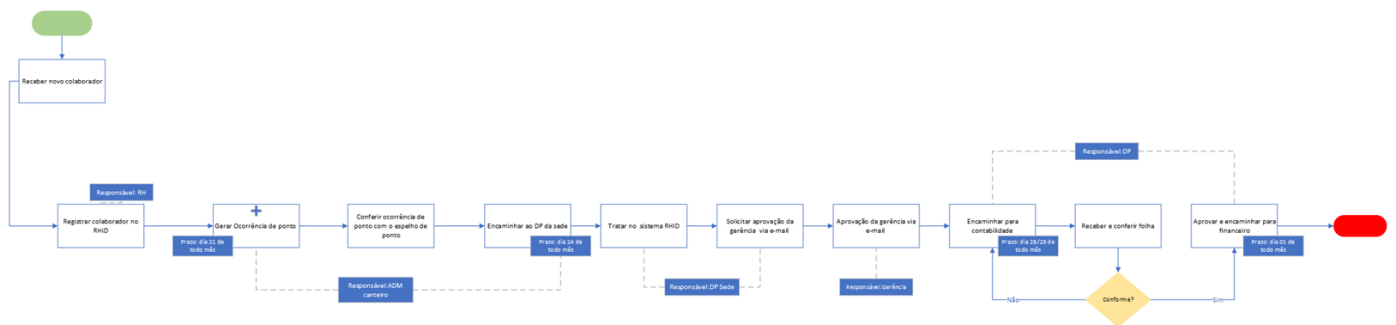 Receber novo colaborador
Responsável:DP
Responsável: RH
Registrar colaborador no
RHiD
Gerar Ocorrência de ponto
Conferir ocorrência de
ponto com o espelho de
ponto
Encaminhar ao DP da sede
Tratar no sistema RHID
Solicitar aprovação da
gerência via e-mail
Aprovação da gerência via
e-mail
Encaminhar para
contabilidade
Receber e conferir folha
Aprovar e encaminhar para
financeiro
Prazo: dia 21 de
todo mês
Prazo: dia 24 de
todo mês
Prazo: dia 28/29 de
todo mês
Prazo: dia 01 de
todo mês
Responsável:ADM
canteiro
Responsável:DP Sede
Responsável:Gerência
Não
Conforme?
Sim